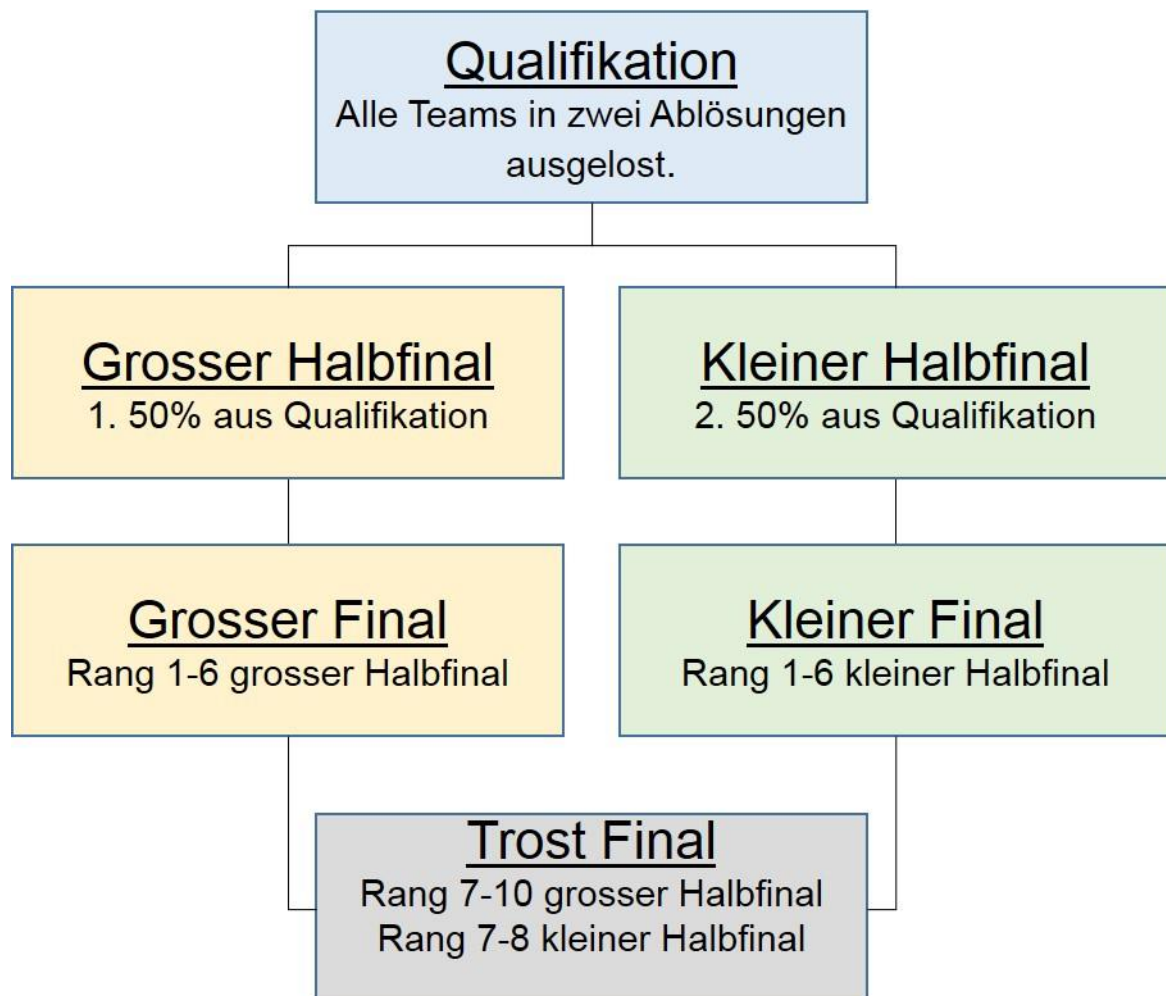 Qualifikation
Alle Teams in zwei Ablösungen
ausgelost.
Grosser Halbfinal
1. 50% aus Qualifikation
Kleiner Halbfinal
2. 50% aus Qualifikation
Grosser Final
Rang 1-6 grosser Halbfinal
Kleiner Final
Rang 1-6 kleiner Halbfinal
Trost Final
Rang 7-10 grosser Halbfinal
Rang 7-8 kleiner Halbfinal